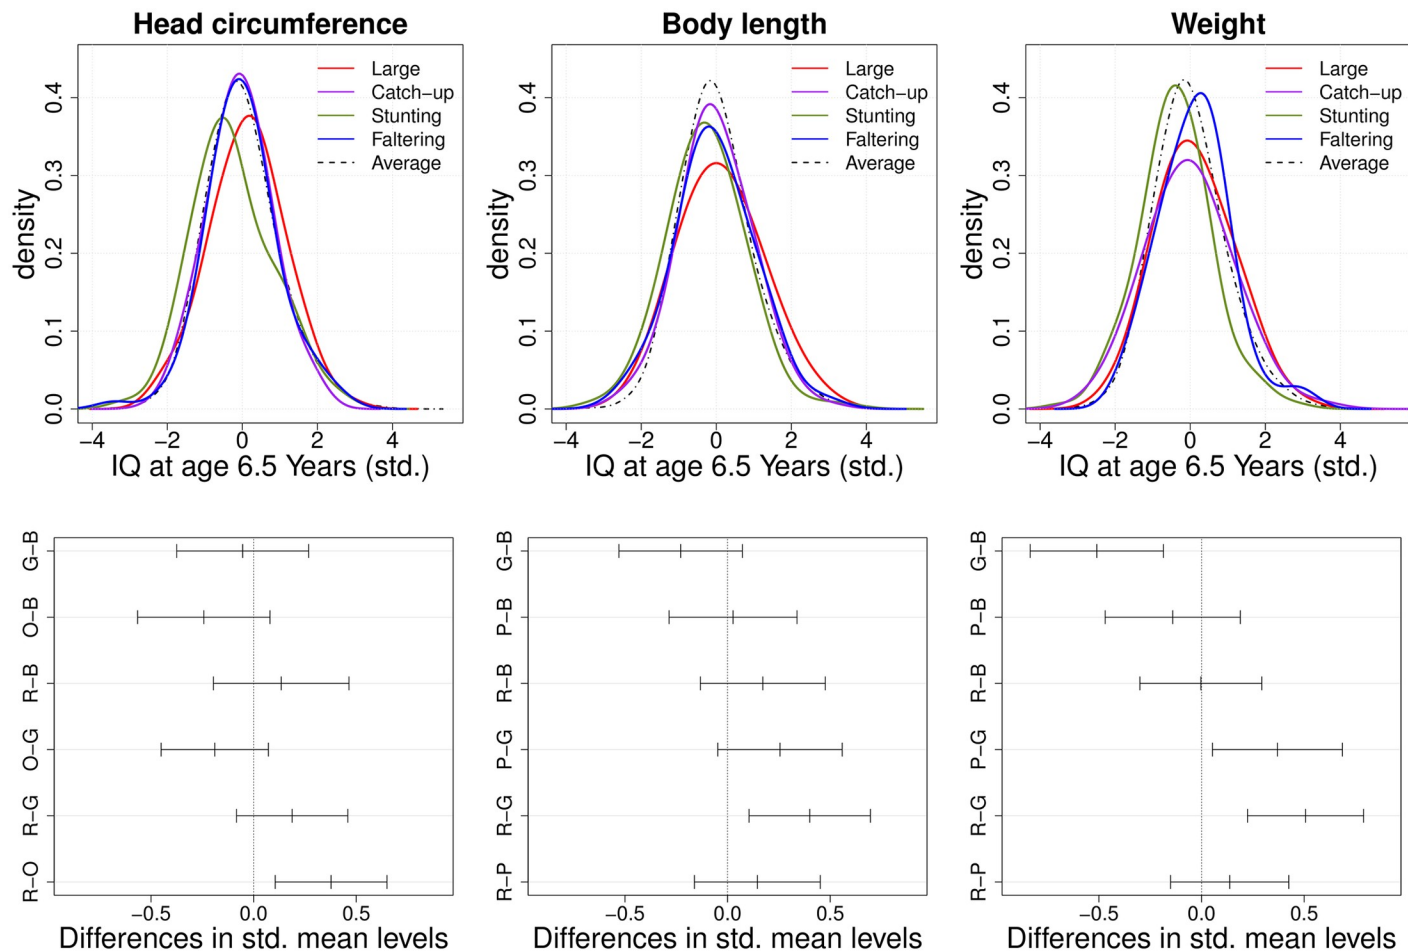 Head circumference
Large
Catch-up
Stunting
Faltering
Average
density
0.0 0.1 0.2 0.3 0.4
−4 −2 0 2 4
IQ at age 6.5 Years (std.)
Body length
Large
Catch-up
Stunting
Faltering
Average
density
0.0 0.1 0.2 0.3 0.4
−4 −2 0 2 4
IQ at age 6.5 Years (std.)
Weight
Large
Catch-up
Stunting
Faltering
Average
density
0.0 0.1 0.2 0.3 0.4
−4 −2 0 2 4
IQ at age 6.5 Years (std.)
G−B
O−B
R−B
O−G
R−G
R−O
−0.5 0.0 0.5
Differences in std. mean levels
G−B
P−B
R−B
P−G
R−G
R−P
−0.5 0.0 0.5
Differences in std. mean levels
G−B
P−B
R−B
P−G
R−G
R−P
−0.5 0.0 0.5
Differences in std. mean levels